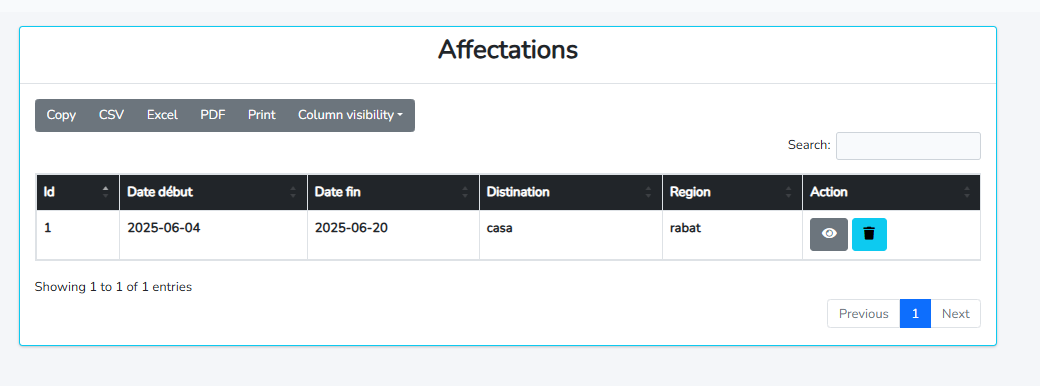 Affectations
Copy CSV Excel PDF Print Column visibility
Search:
Id Date début Date fin Distination Region Action
1 2025-06-04 2025-06-20 casa rabat
Showing 1 to 1 of 1 entries
Previous 1 Next